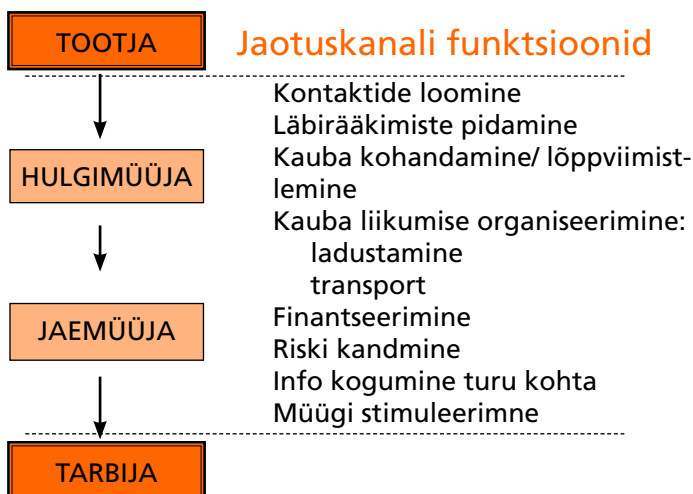 TOOTJA
Jaotuskanali funktsioonid
Kontaktide loomine
Läbirääkimiste pidamine
Kauba kohandamine/ lõppviimist-
lemine
HULGIMÜÜJA
Kauba liikumise organiseerimine:
ladustamine
transport
Finantseerimine
JAEMÜÜJA
Riski kandmine
Info kogumine turu kohta
Müügi stimuleerimne
TARBIJA